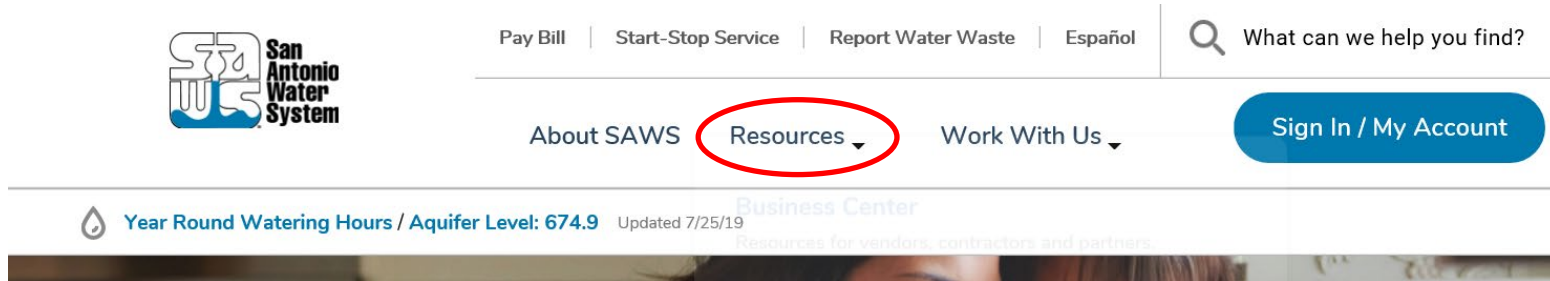 San
Antonio
Water
System
Pay Bill | Start-Stop Service | Report Water Waste | Español
What can we help you find?
About SAWS
Resources
Work With Us
Sign In / My Account
Year Round Watering Hours / Aquifer Level: 674.9 Updated 7/25/19
Business Center
Resources for vendors, contractors and partners.